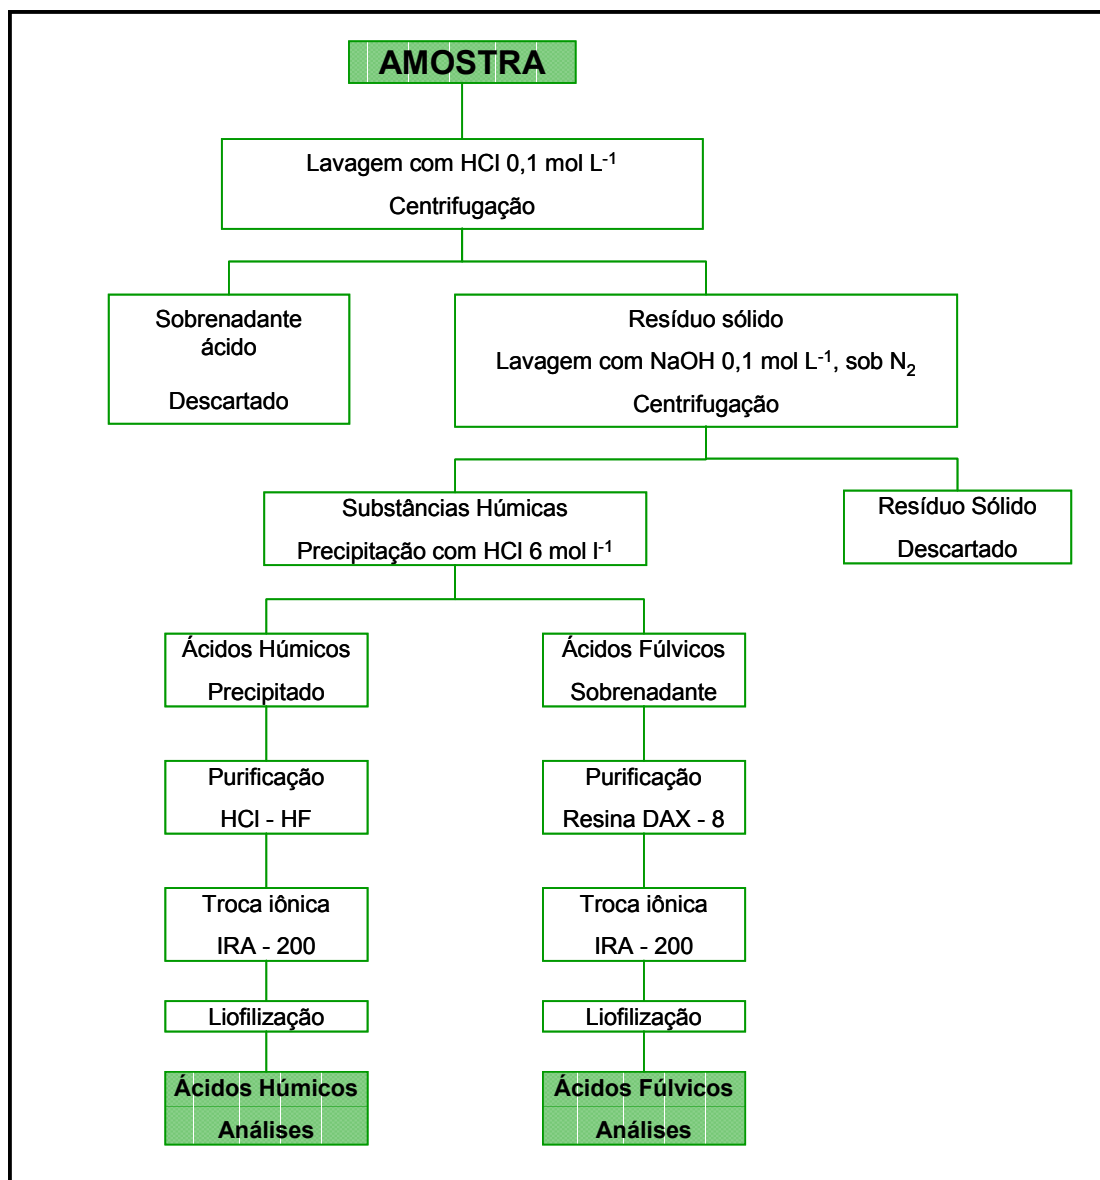 AMOSTRA
Lavagem com HCl 0,1 mol L-1
Centrifugação
Sobrenadante
ácido
Descartado
Resíduo sólido
Lavagem com NaOH 0,1 mol L-1, sob N2
Centrifugação
Substâncias Húmicas
Precipitação com HCl 6 mol l-1
Resíduo Sólido
Descartado
Ácidos Húmicos
Precipitado
Ácidos Fúlvicos
Sobrenadante
Purificação
HCl - HF
Purificação
Resina DAX - 8
Troca iônica
IRA - 200
Troca iônica
IRA - 200
Liofilização
Liofilização
Ácidos Húmicos
Análises
Ácidos Fúlvicos
Análises